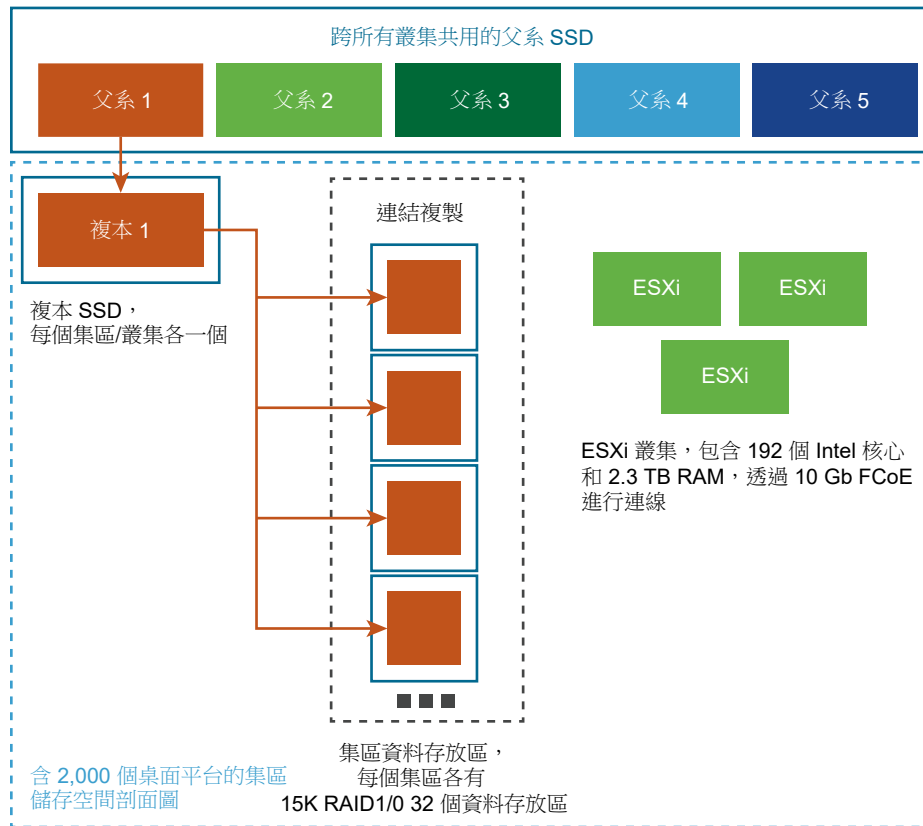 跨所有叢集共用的父系 SSD
父系 1
父系 2
父系 3
父系 4
父系 5
複本 1
複本 SSD，
每個集區/叢集各一個
連結複製
ESXi
ESXi
ESXi
ESXi 叢集，包含 192 個 Intel 核心
和 2.3 TB RAM，透過 10 Gb FCoE
進行連線
集區資料存放區，
每個集區各有
15K RAID1/0 32 個資料存放區
含 2,000 個桌面平台的集區
儲存空間剖面圖